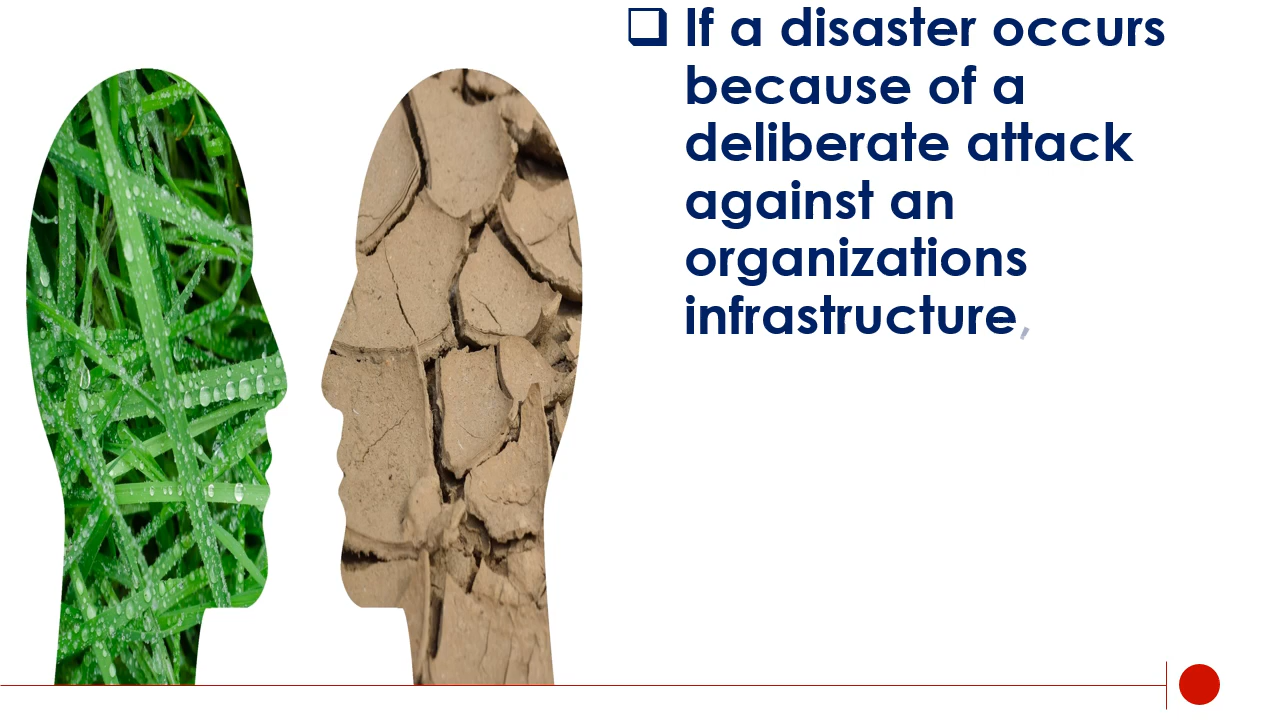 ❑ If a disaster occurs
because of a
deliberate attack
against an
organizations
infrastructure,